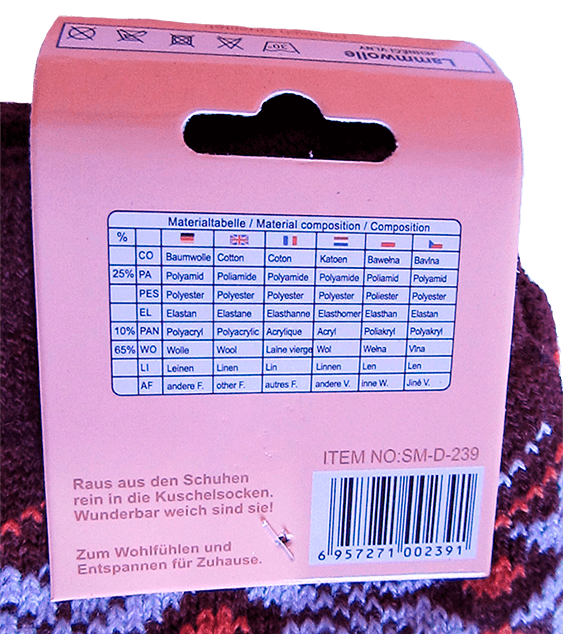 Lammwolle
30°
Materialtabelle / Material composition / Composition
%
CO Baumwolle Cotton Coton Katoen Bawełna Bavlna
25% PA Polyamid Poliamide Polyamide Polyamide Poliamid Polyamid
PES Polyester Polyester Polyester Polyester Poliester Polyester
EL Elastan Elastane Elasthanne Elasthomer Elasthan Elastan
10% PAN Polyacryl Polyacrylic Acrylique Acryl Poliakryl Polyakryl
65% WO Wolle Wool Laine vierge Wol Wełna Vlna
LI Leinen Linen Lin Linnen Len Len
AF andere F. other F. autres F. andere V. inne W. Jiné V.
ITEM NO:SM-D-239
Raus aus den Schuhen
rein in die Kuschelsocken.
Wunderbar weich sind sie!
Zum Wohlfühlen und
Entspannen für Zuhause.
6 957271 002391